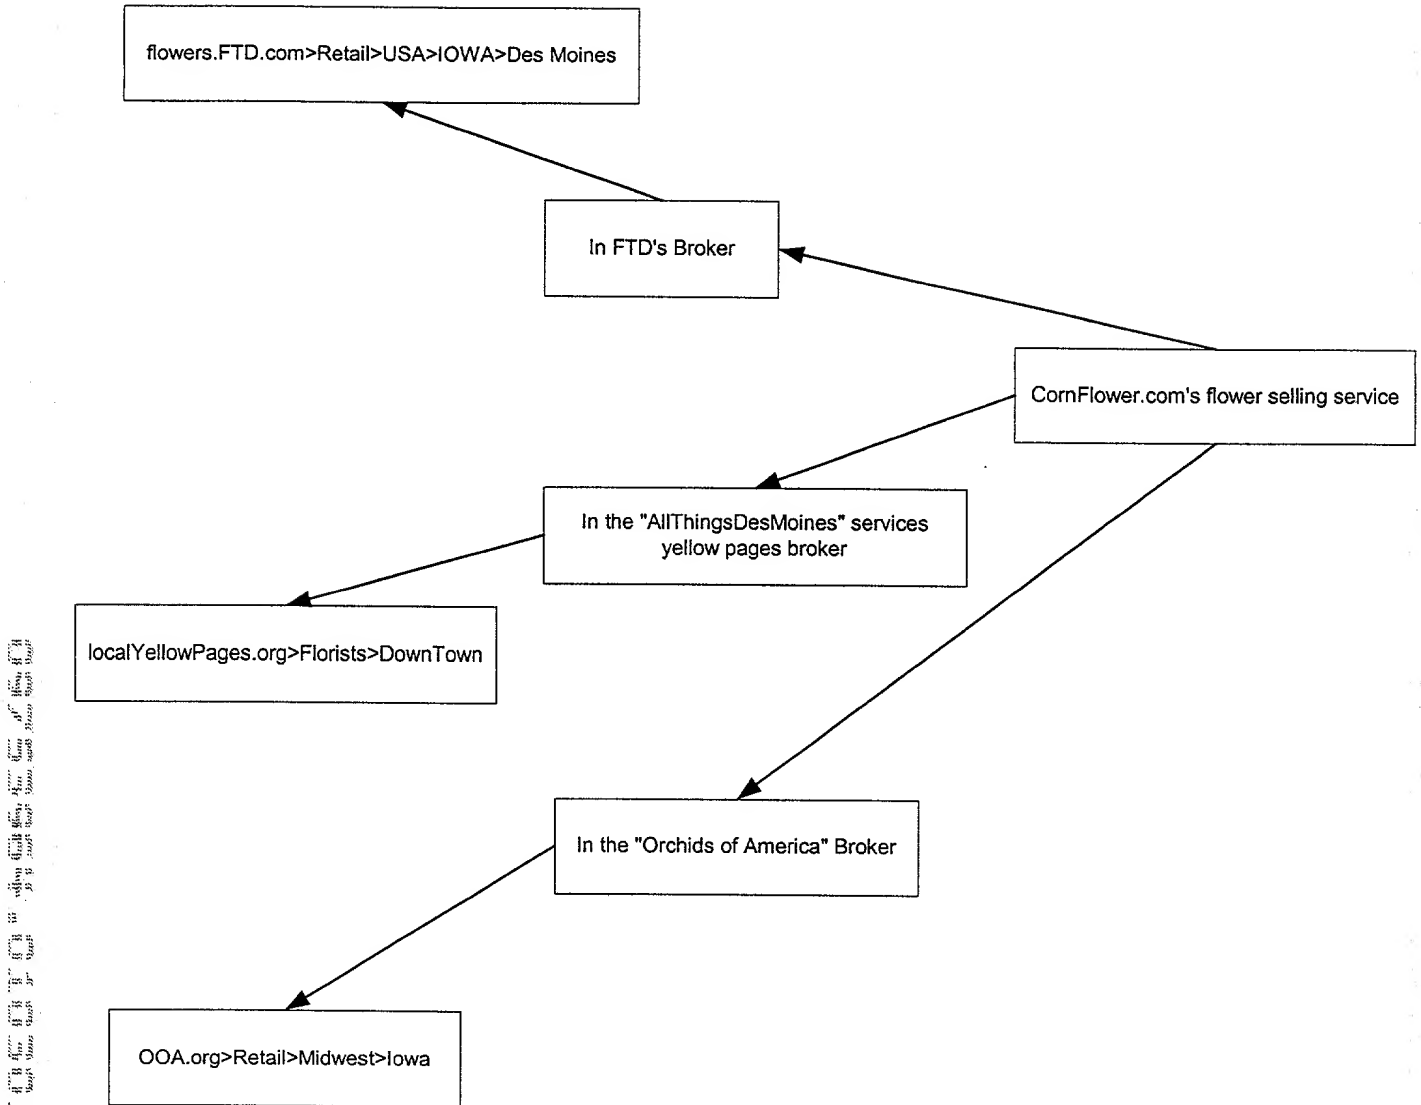 flowers.FTD.com>Retail>USA>IOWA>Des Moines
In FTD's Broker
CornFlower.com's flower selling service
In the "AllThingsDesMoines" services
yellow pages broker
localYellowPages.org>Florists>DownTown
In the "Orchids of America" Broker
OOA.org>Retail>Midwest>Iowa